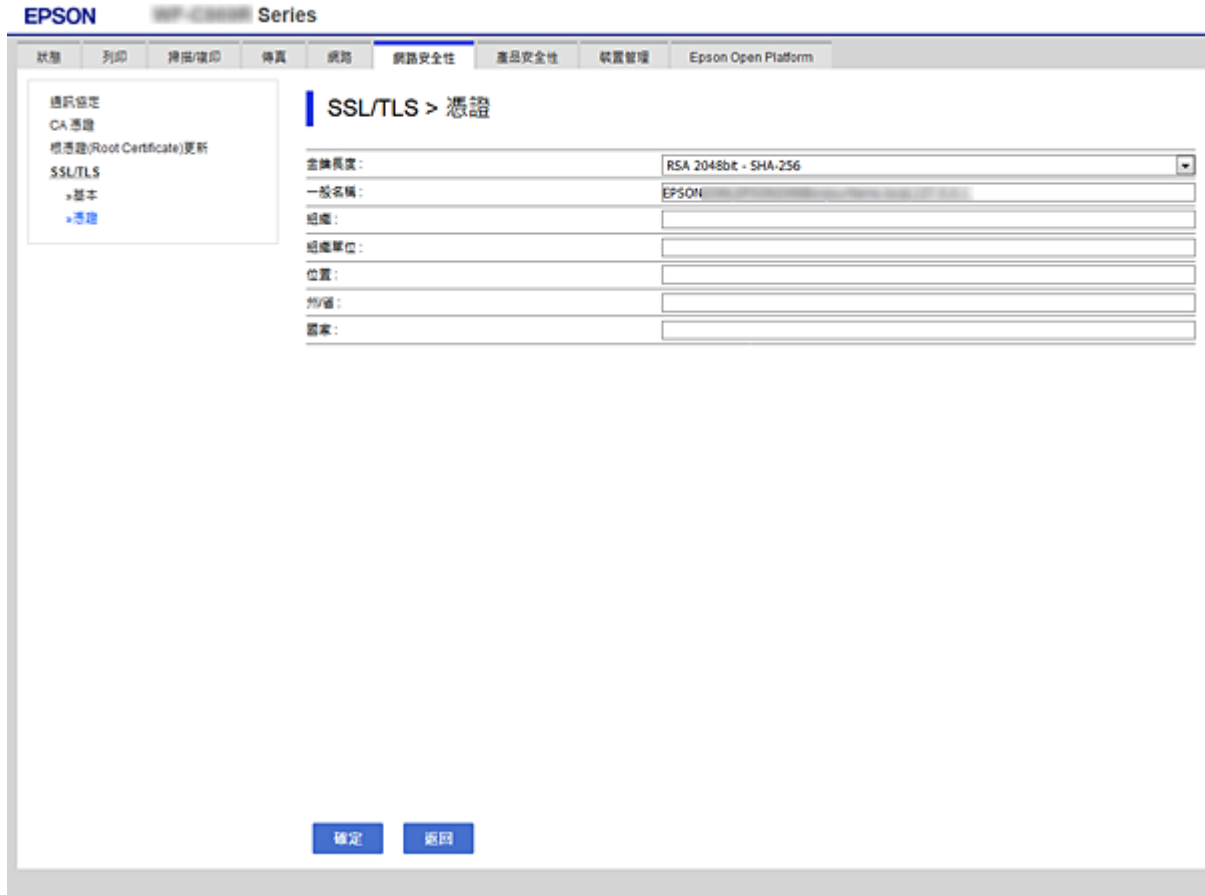 EPSON Series
狀態 列印 掃描/復印 傳真 網路 網路安全性 產品安全性 裝置管理 Epson Open Platform
通訊協定
CA 憑證
根憑證(Root Certificate)更新
SSL/TLS
»基本
»憑證
SSL/TLS > 憑證
金鑰長度 : RSA 2048bit - SHA-256
一般名稱 : EPSON
組織 :
組織單位 :
位置 :
州/省 :
國家 :
確定 返回